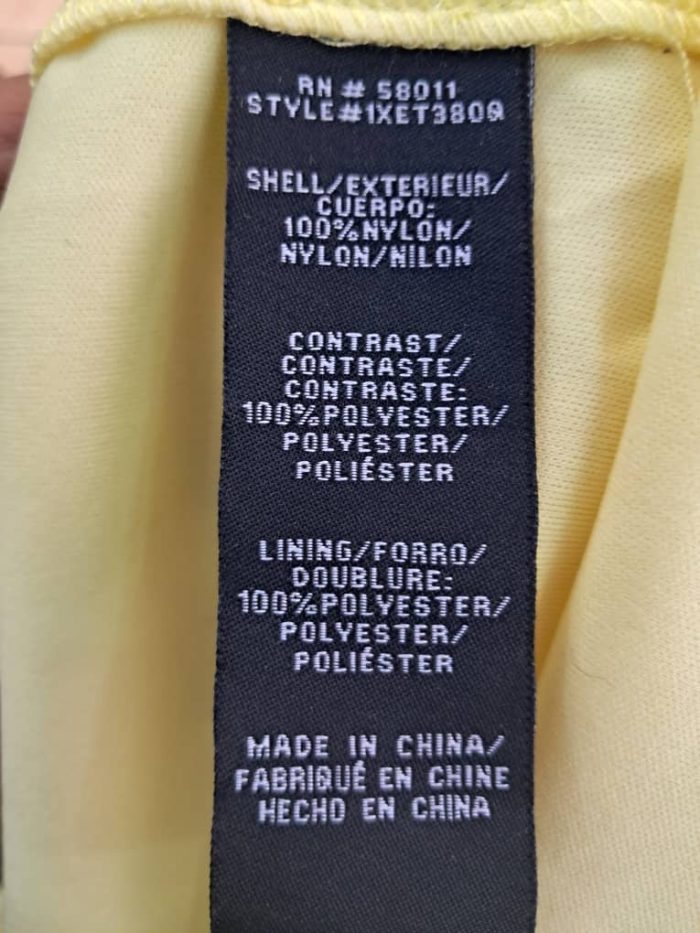 RN # 58011
STYLE#1XET380Q
SHELL/EXTERIEUR/
CUERPO:
100%NYLON/
NYLON/NILON
CONTRAST/
CONTRASTE/
CONTRASTE:
100%POLYESTER/
POLYESTER/
POLIÉSTER
LINING/FORRO/
DOUBLURE:
100%POLYESTER/
POLYESTER/
POLIÉSTER
MADE IN CHINA/
FABRIQUÉ EN CHINE
HECHO EN CHINA